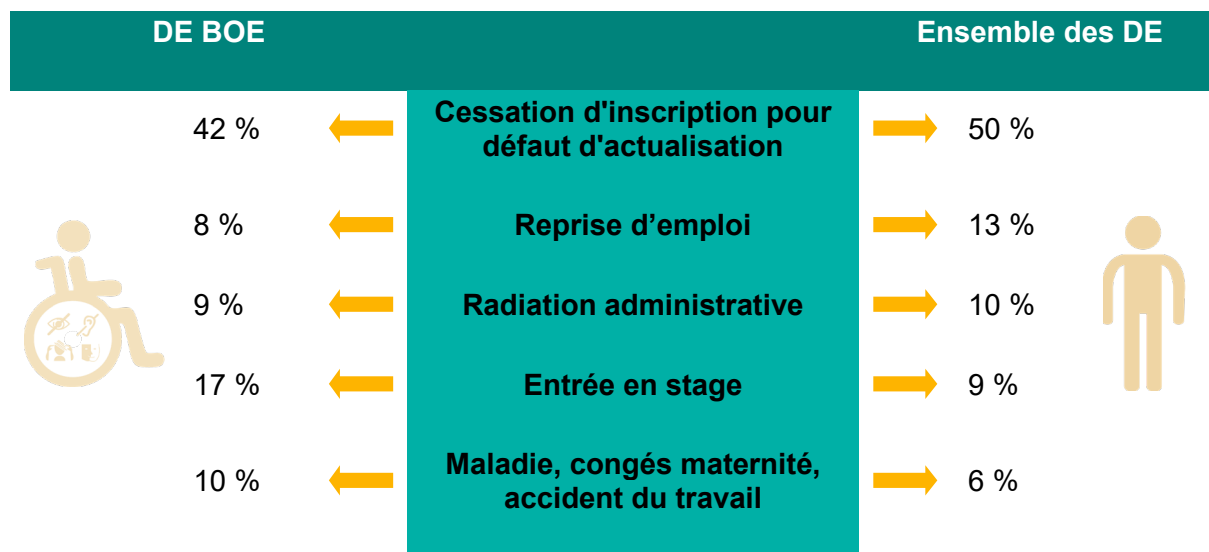 DE BOE
Ensemble des DE
42 %
Cessation d'inscription pour
défaut d'actualisation
50 %
8 %
Reprise d’emploi
13 %
9 %
Radiation administrative
10 %
17 %
Entrée en stage
9 %
10 %
Maladie, congés maternité,
accident du travail
6 %